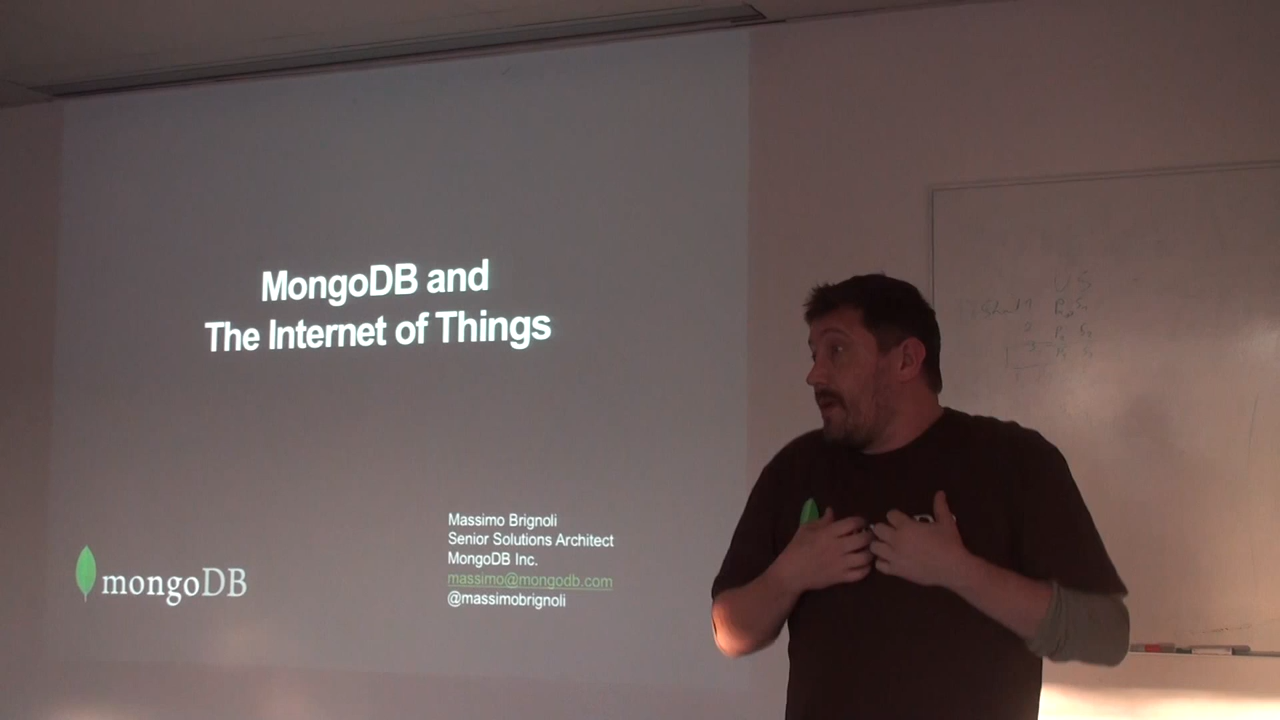 MongoDB and
The Internet of Things
Massimo Brignoli
Senior Solutions Architect
MongoDB Inc.
massimo@mongodb.com
@massimobrignoli
mongoDB